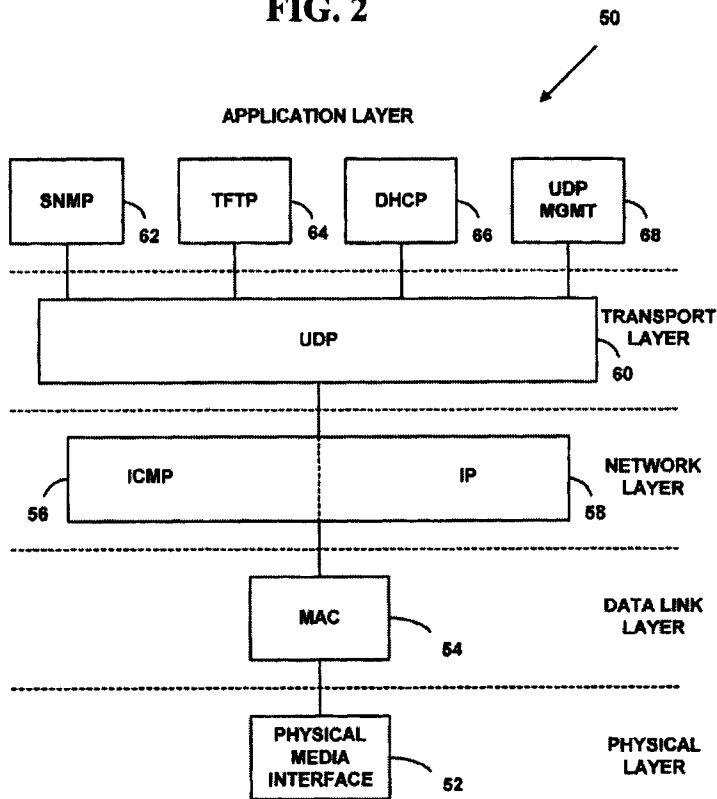 FIG. 2
50
APPLICATION LAYER
SNMP
62
TFTP
64
DHCP
66
UDP
MGMT
68
UDP
TRANSPORT
LAYER
60
56
ICMP
IP
58
NETWORK
LAYER
MAC
54
DATA LINK
LAYER
PHYSICAL
MEDIA
INTERFACE
52
PHYSICAL
LAYER